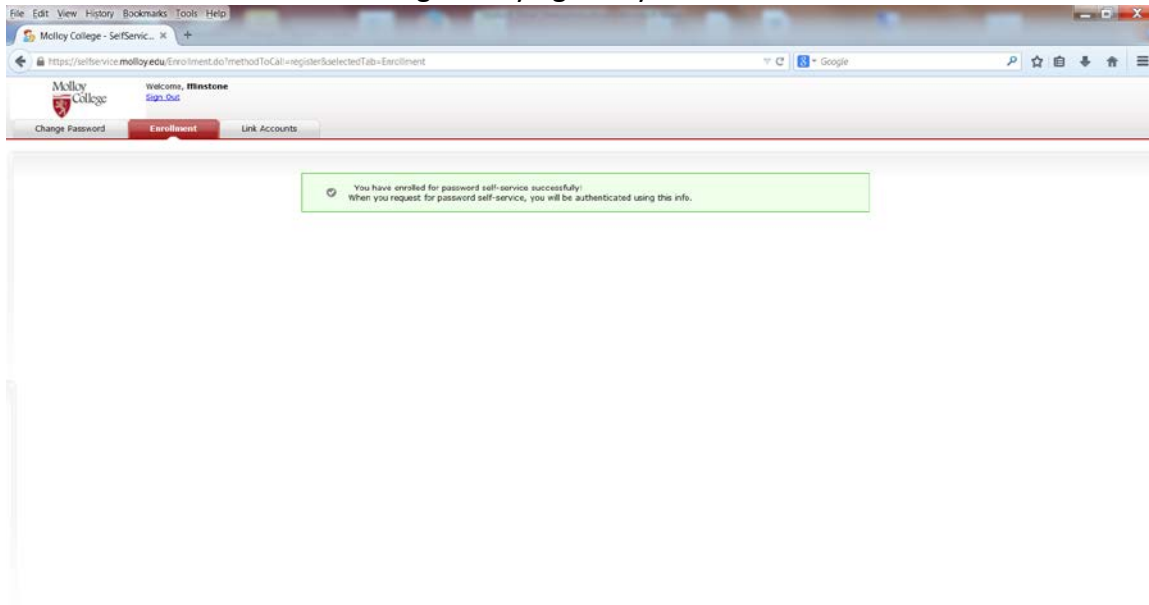 File Edit View History Bookmarks Tools Help
Molloy College - SelfServic... × +
https://selfservice.molloy.edu/Enrollment.do?methodToCall=register&selectedTab=Enrollment
Google
Molloy College
Welcome, fflinstone
Sign Out
Change Password Enrollment Link Accounts
You have enrolled for password self-service successfully!
When you request for password self-service, you will be authenticated using this info.